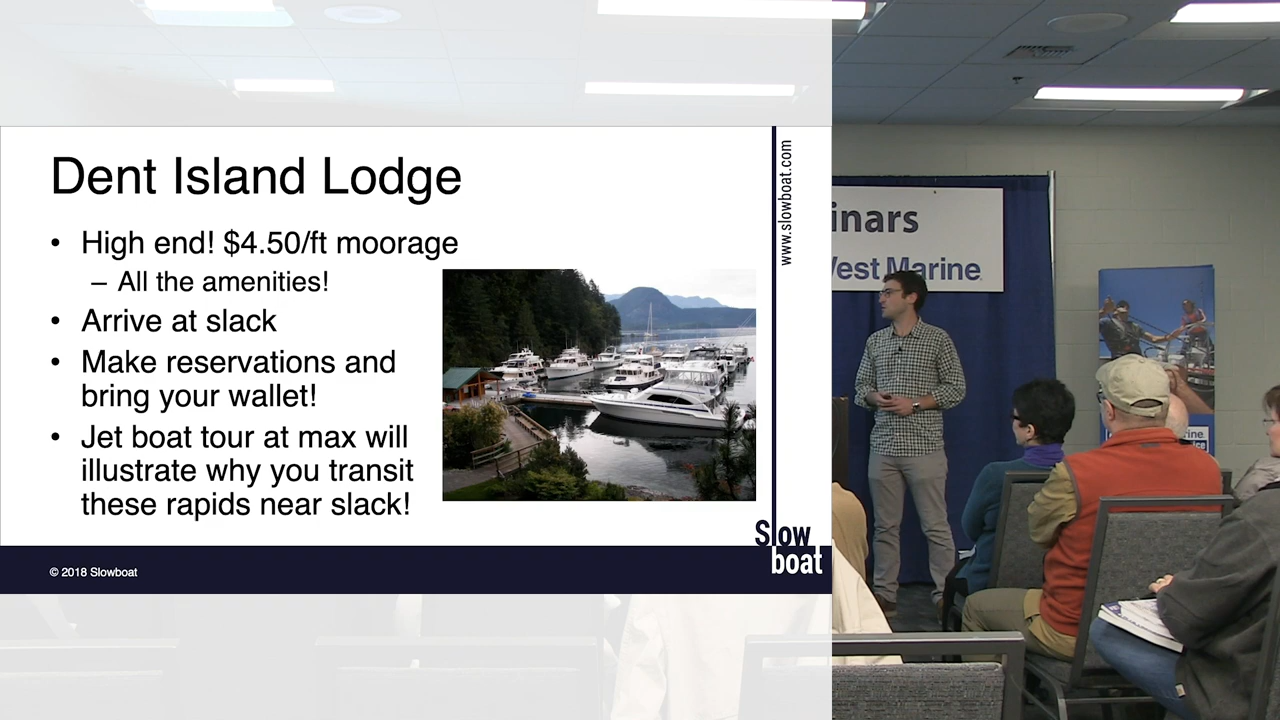 Dent Island Lodge
• High end! $4.50/ft moorage
– All the amenities!
• Arrive at slack
• Make reservations and
bring your wallet!
• Jet boat tour at max will
illustrate why you transit
these rapids near slack!
www.slowboat.com
Slow
boat
© 2018 Slowboat
inars
West Marine